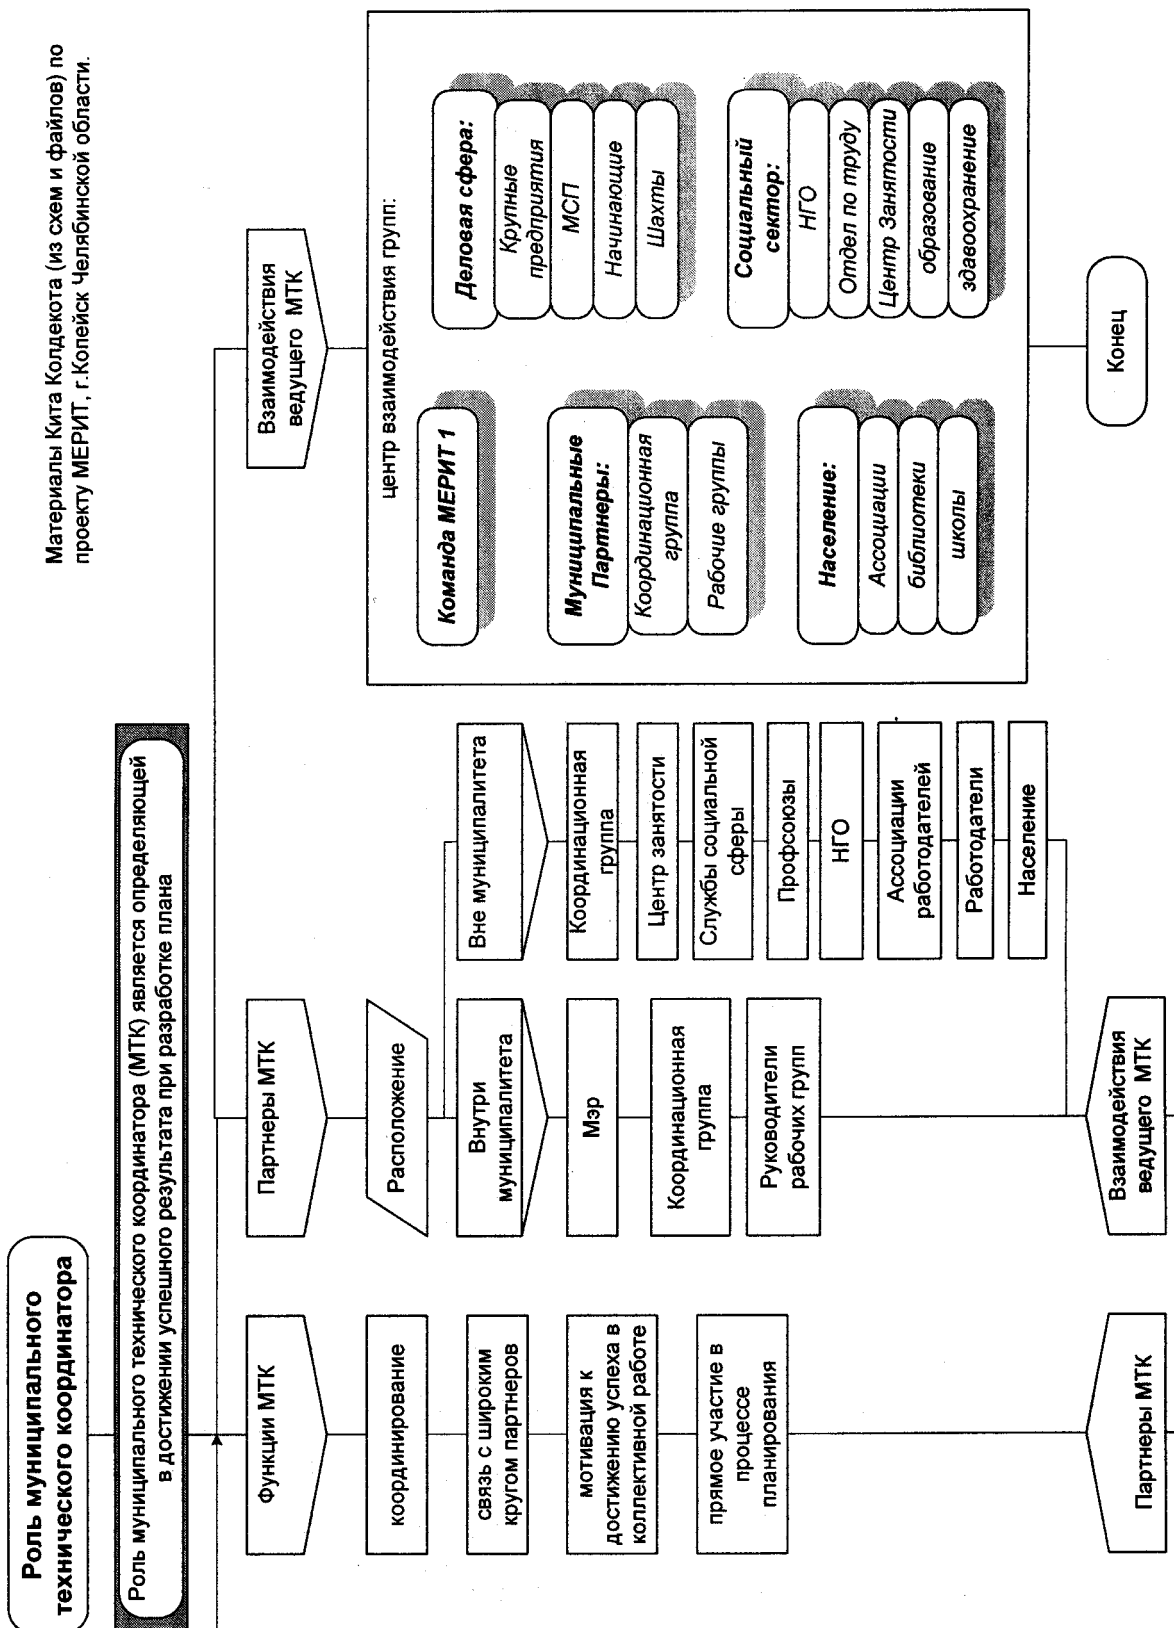 Материалы Кита Колдекота (из схем и файлов) по
проекту МЕРИТ, г.Копейск Челябинской области.
Роль муниципального
технического координатора
Роль муниципального технического координатора (МТК) является определяющей
в достижении успешного результата при разработке плана
Функции МТК
координирование
связь с широким
кругом партнеров
мотивация к
достижению успеха в
коллективной работе
прямое участие в
процессе
планирования
Партнеры МТК
Партнеры МТК
Расположение
Внутри
муниципалитета
Мэр
Координационная
группа
Руководители
рабочих групп
Вне муниципалитета
Координационная
группа
Центр занятости
Службы социальной
сферы
Профсоюзы
НГО
Ассоциации
работодателей
Работодатели
Население
Взаимодействия
ведущего МТК
Взаимодействия
ведущего МТК
центр взаимодействия групп:
Команда МЕРИТ 1
Муниципальные
Партнеры:
Координационная
группа
Рабочие группы
Население:
Ассоциации
библиотеки
школы
Деловая сфера:
Крупные
предприятия
МСП
Начинающие
Шахты
Социальный
сектор:
НГО
Отдел по труду
Центр Занятости
образование
здавоохранение
Конец